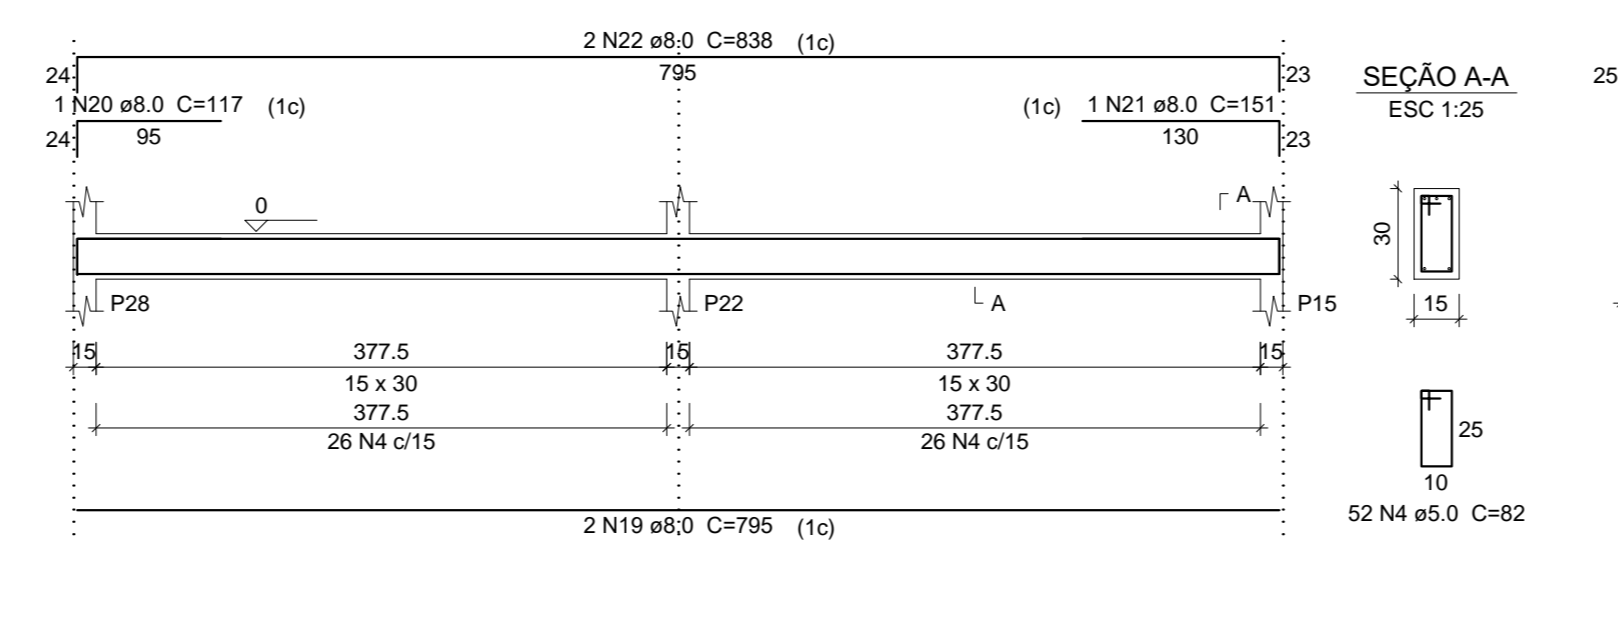 2 N22 ø8.0 C=838 (1c)
24 795 23 SEÇÃO A-A 25
1 N20 ø8.0 C=117 (1c) (1c) 1 N21 ø8.0 C=151 ESC 1:25
24 95 130 23
0 A
30
P28 P22 A P15 15
15 377.5 15 377.5 15
15 x 30 15 x 30
377.5 377.5
26 N4 c/15 26 N4 c/15 25
10
2 N19 ø8.0 C=795 (1c) 52 N4 ø5.0 C=82